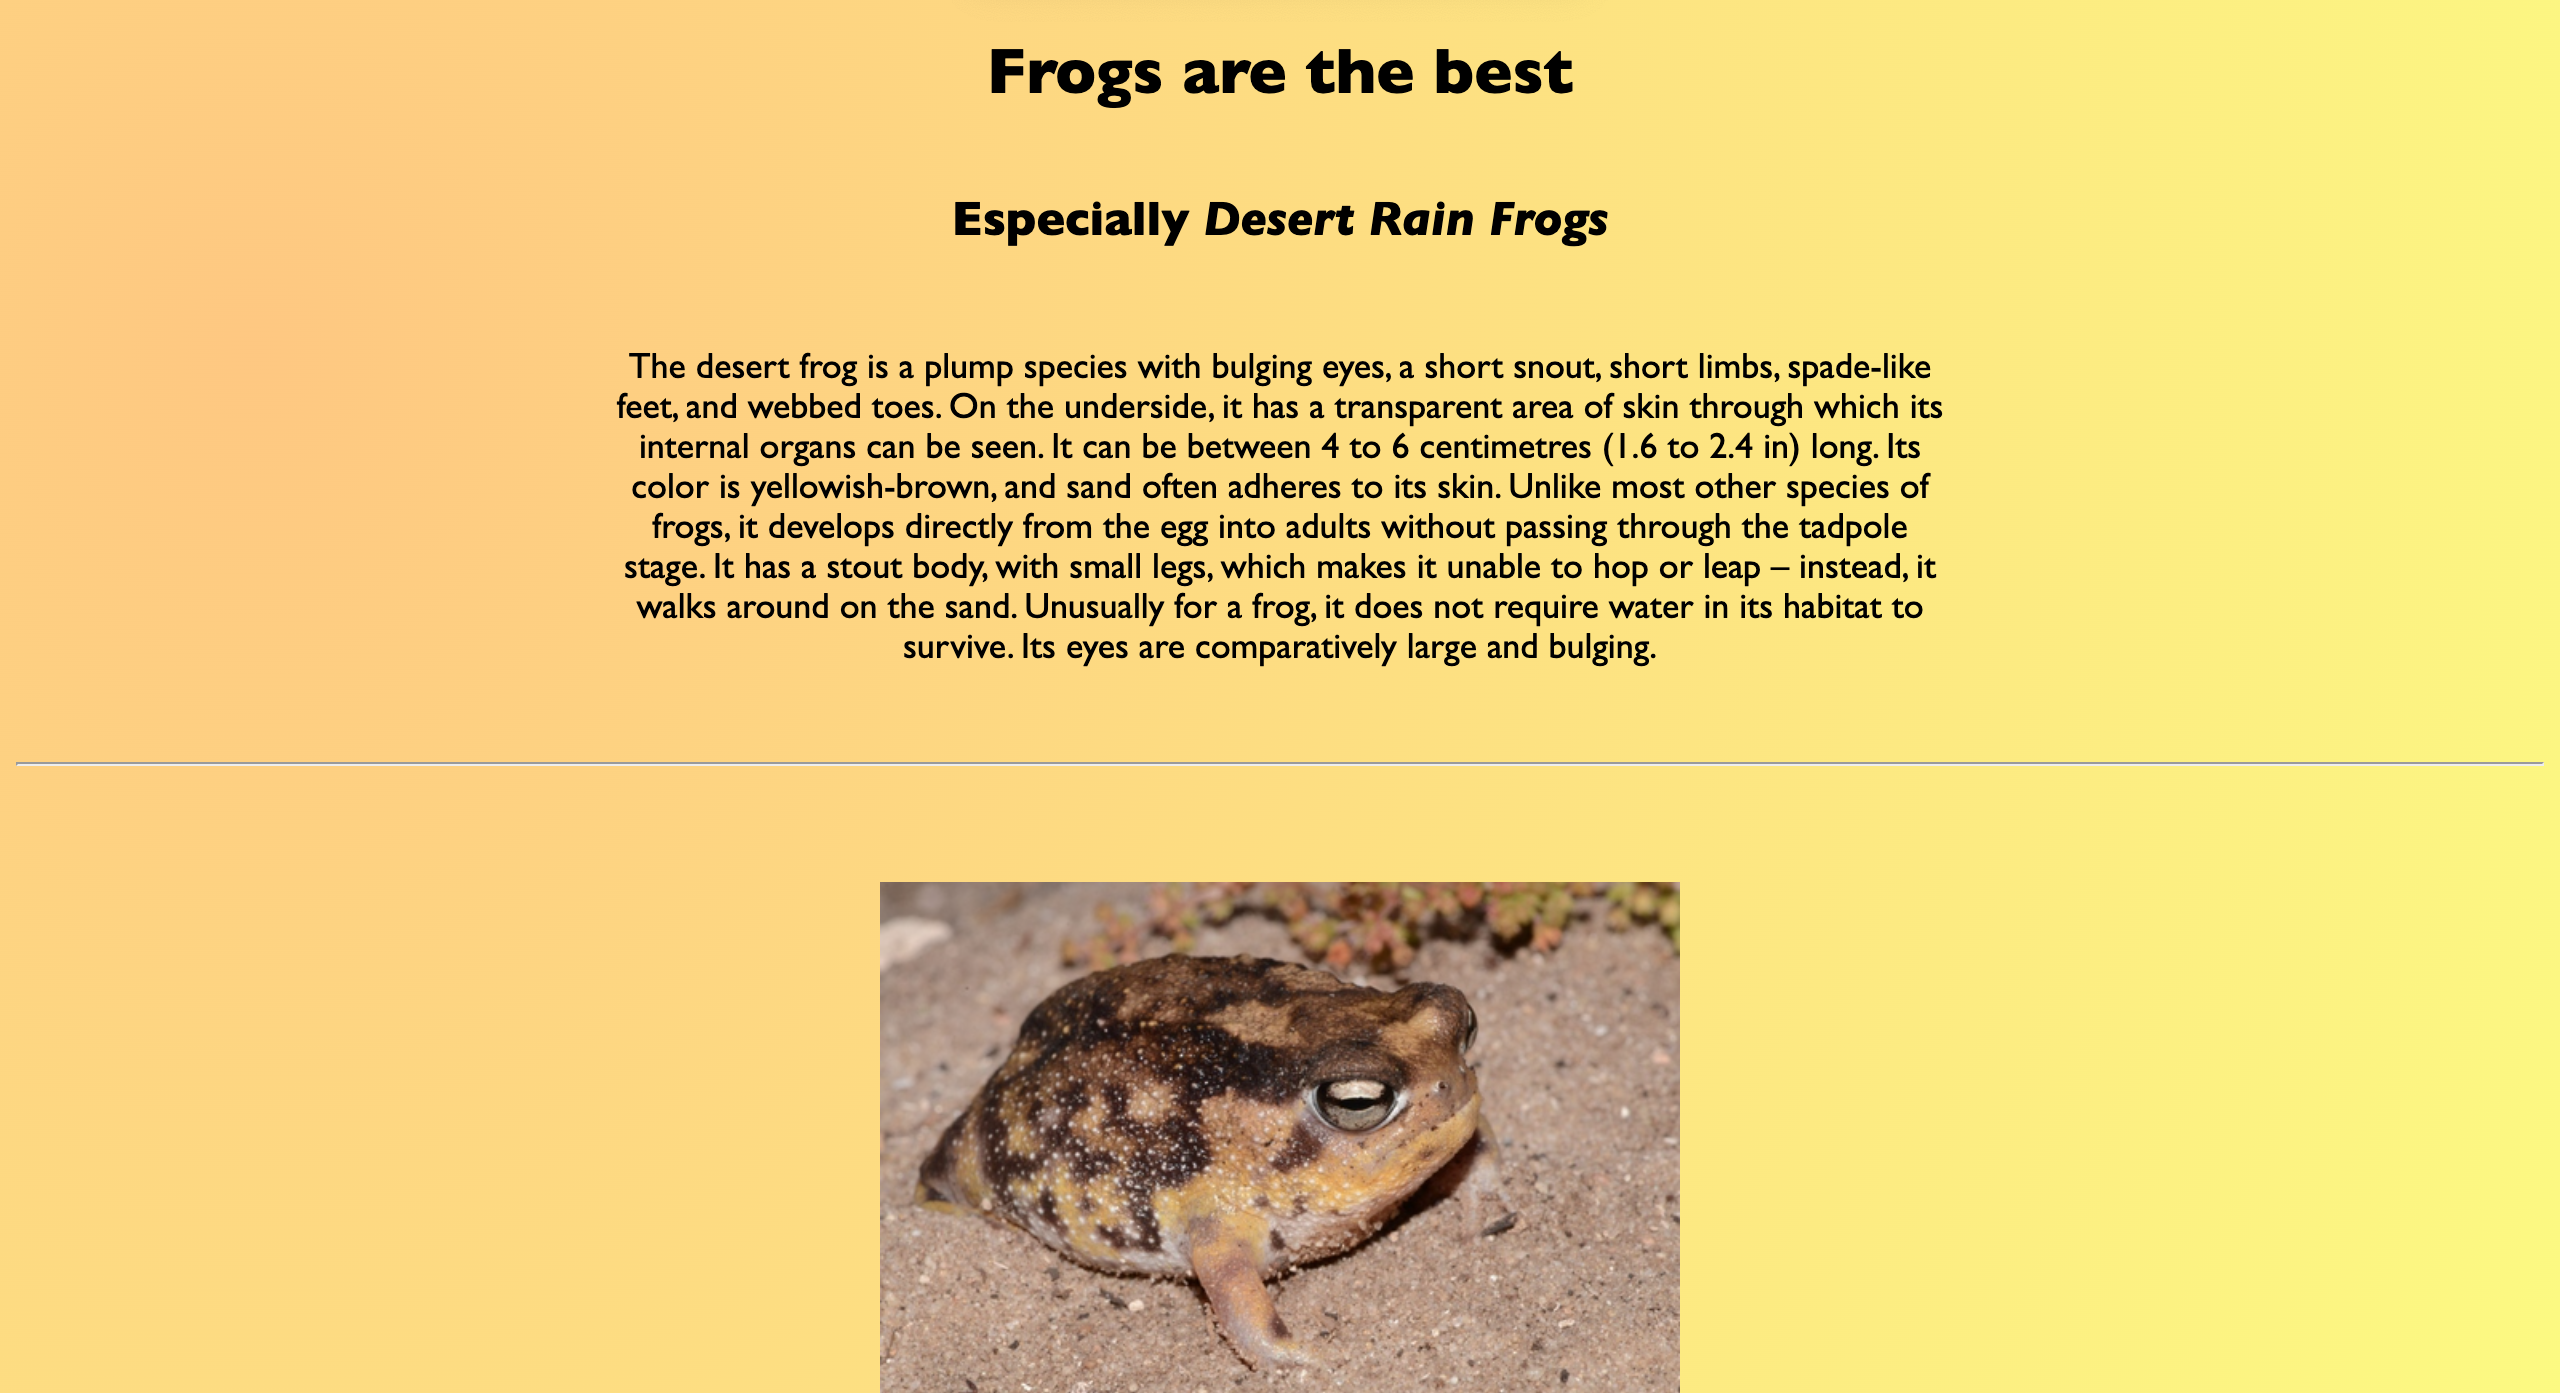 Frogs are the best
Especially Desert Rain Frogs
The desert frog is a plump species with bulging eyes, a short snout, short limbs, spade-like
feet, and webbed toes. On the underside, it has a transparent area of skin through which its
internal organs can be seen. It can be between 4 to 6 centimetres (1.6 to 2.4 in) long. Its
color is yellowish-brown, and sand often adheres to its skin. Unlike most other species of
frogs, it develops directly from the egg into adults without passing through the tadpole
stage. It has a stout body, with small legs, which makes it unable to hop or leap – instead, it
walks around on the sand. Unusually for a frog, it does not require water in its habitat to
survive. Its eyes are comparatively large and bulging.